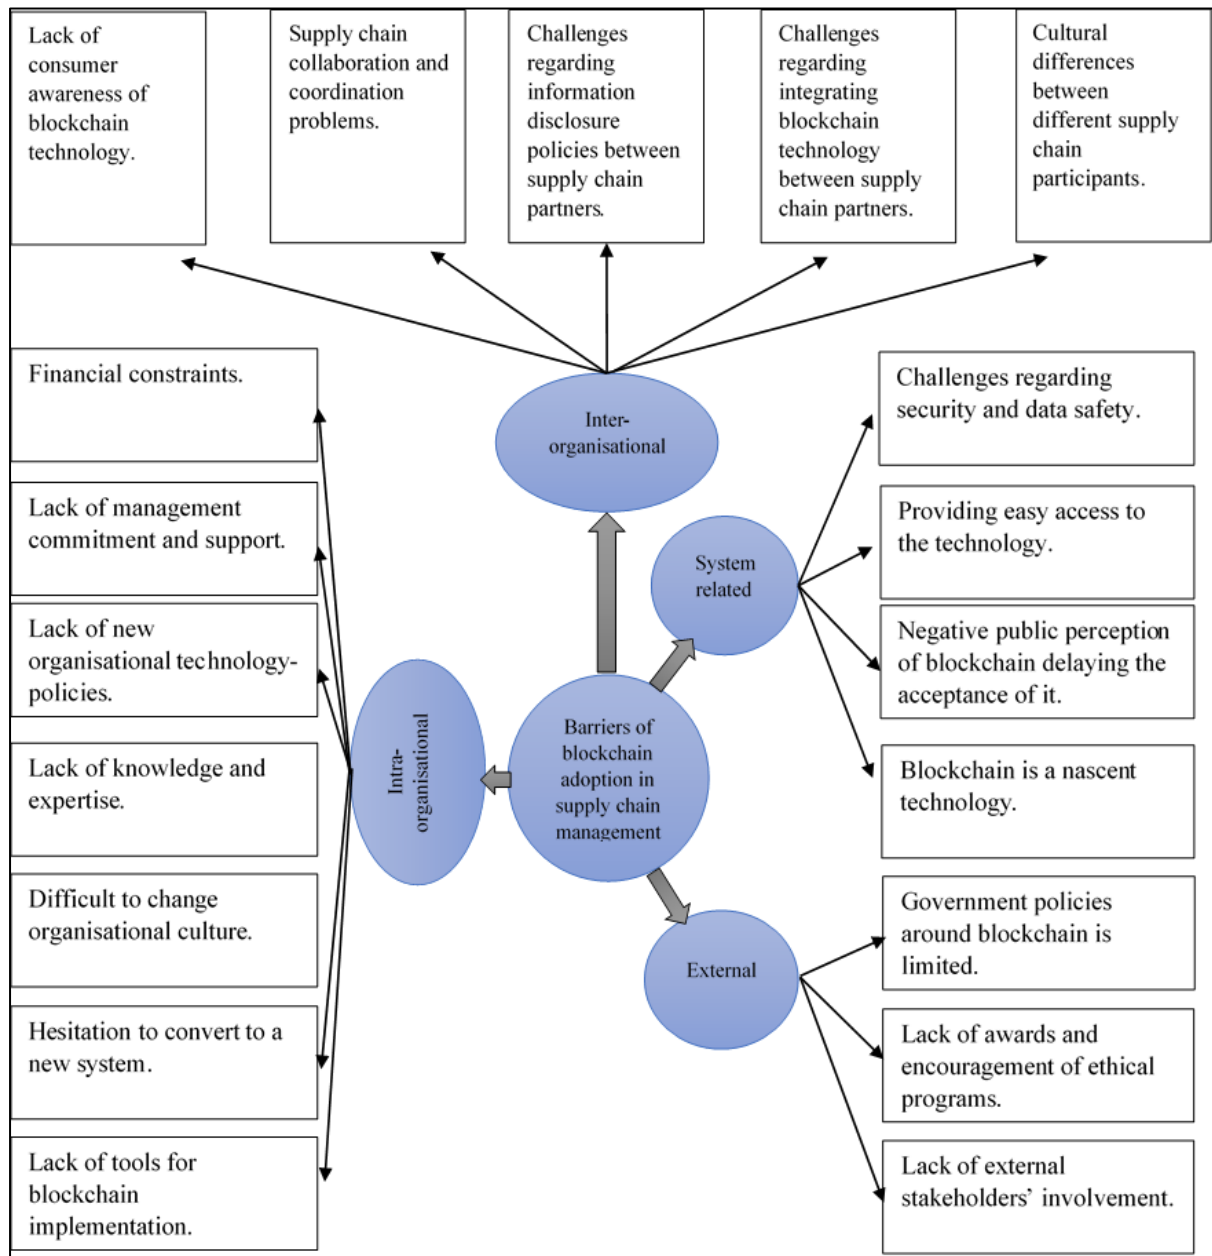 Lack of
consumer
awareness of
blockchain
technology.
Supply chain
collaboration and
coordination
problems.
Challenges
regarding
information
disclosure
policies between
supply chain
partners.
Challenges
regarding
integrating
blockchain
technology
between supply
chain partners.
Cultural
differences
between
different supply
chain
participants.
Financial constraints.
Lack of management
commitment and support.
Lack of new
organisational technology-
policies.
Lack of knowledge and
expertise.
Difficult to change
organisational culture.
Hesitation to convert to a
new system.
Lack of tools for
blockchain
implementation.
Inter-
organisational
System
related
Intra-
organisational
Barriers of
blockchain
adoption in
supply chain
management
External
Challenges regarding
security and data safety.
Providing easy access to
the technology.
Negative public perception
of blockchain delaying the
acceptance of it.
Blockchain is a nascent
technology.
Government policies
around blockchain is
limited.
Lack of awards and
encouragement of ethical
programs.
Lack of external
stakeholders’ involvement.